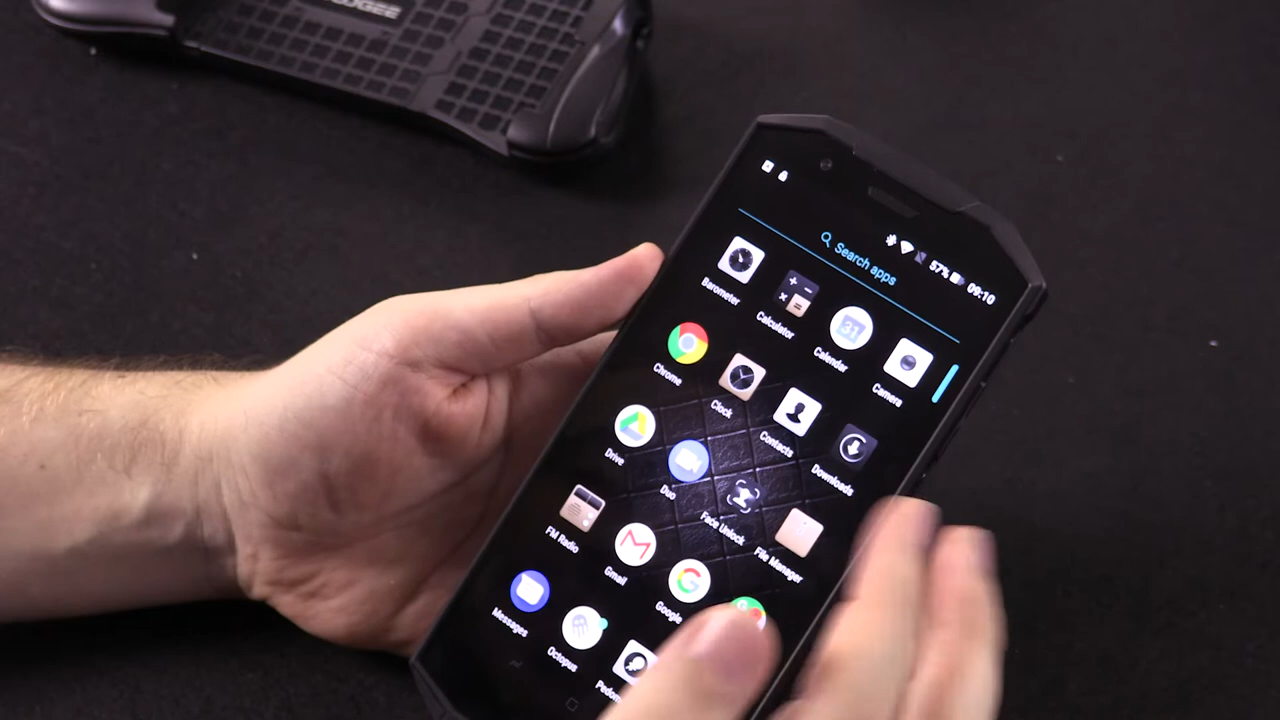 57% 09:10
Search apps
Barometer
Calculator
Calendar
Camera
Chrome
Clock
Contacts
Downloads
Drive
Duo
Face Unlock
File Manager
FM Radio
Gmail
Google
Messages
Octopus
31